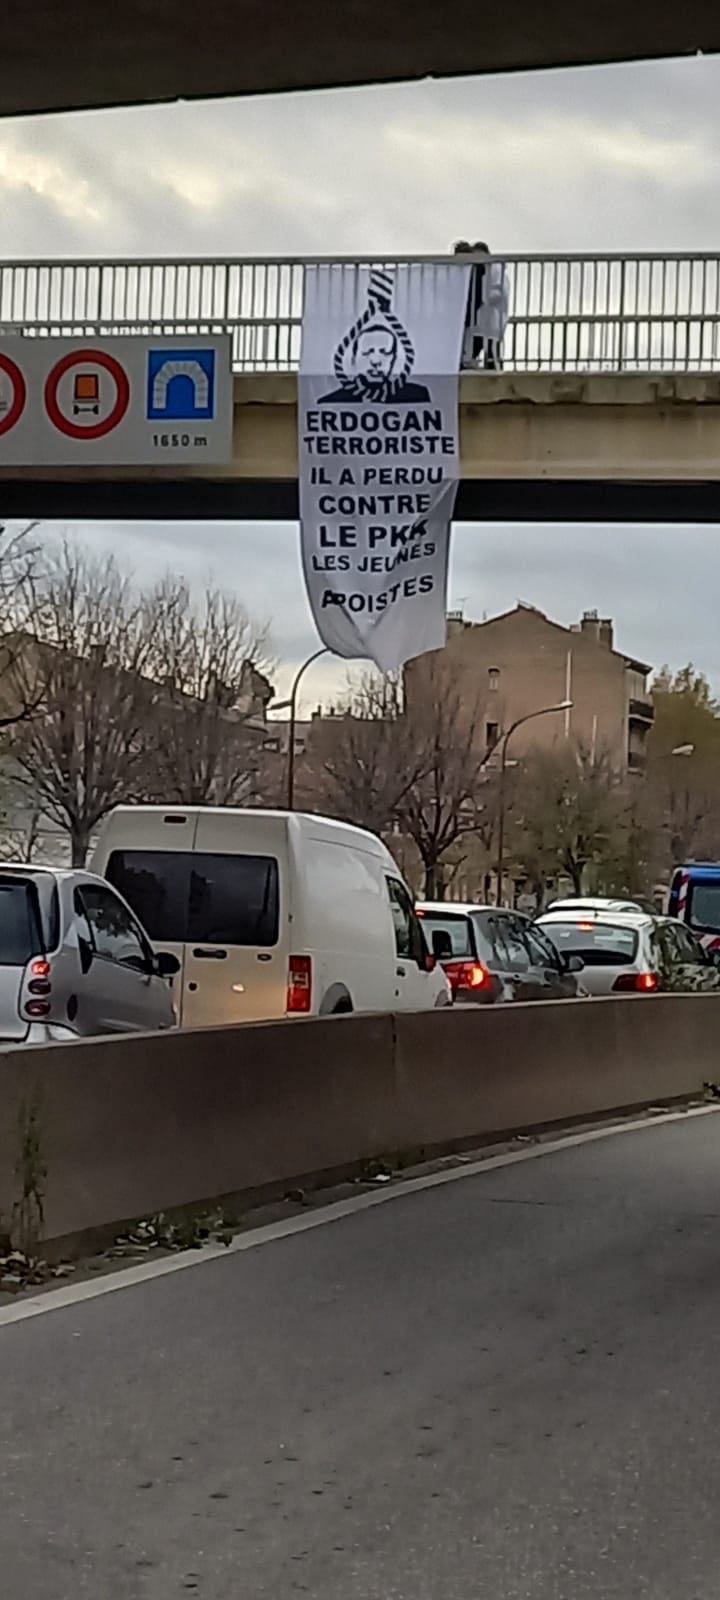 1650 m
ERDOGAN
TERRORISTE
IL A PERDU
CONTRE
LE PKK
LES JEUNES
APOISTES